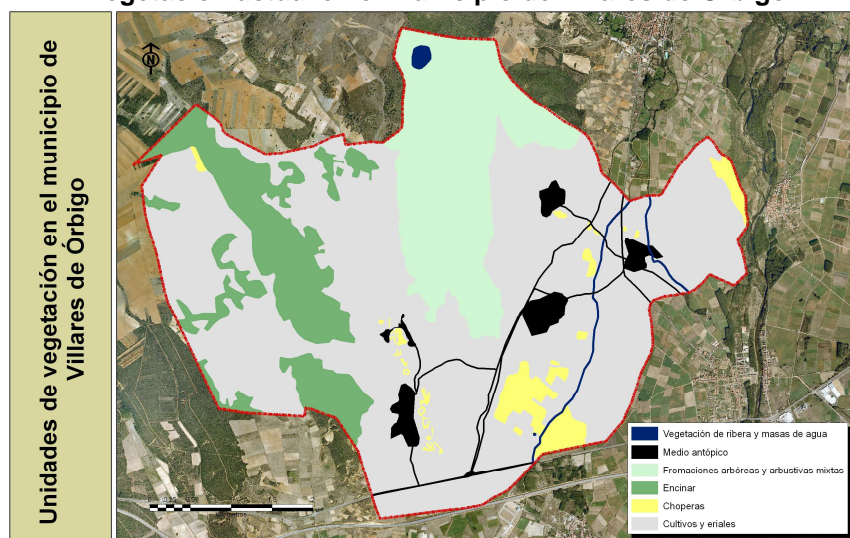 Unidades de vegetación en el municipio de
Villares de Órbigo
N
Vegetación de ribera y masas de agua
Medio antópico
Fromaciones arbóreas y arbustivas mixtas
Encinar
Choperas
Cultivos y eriales